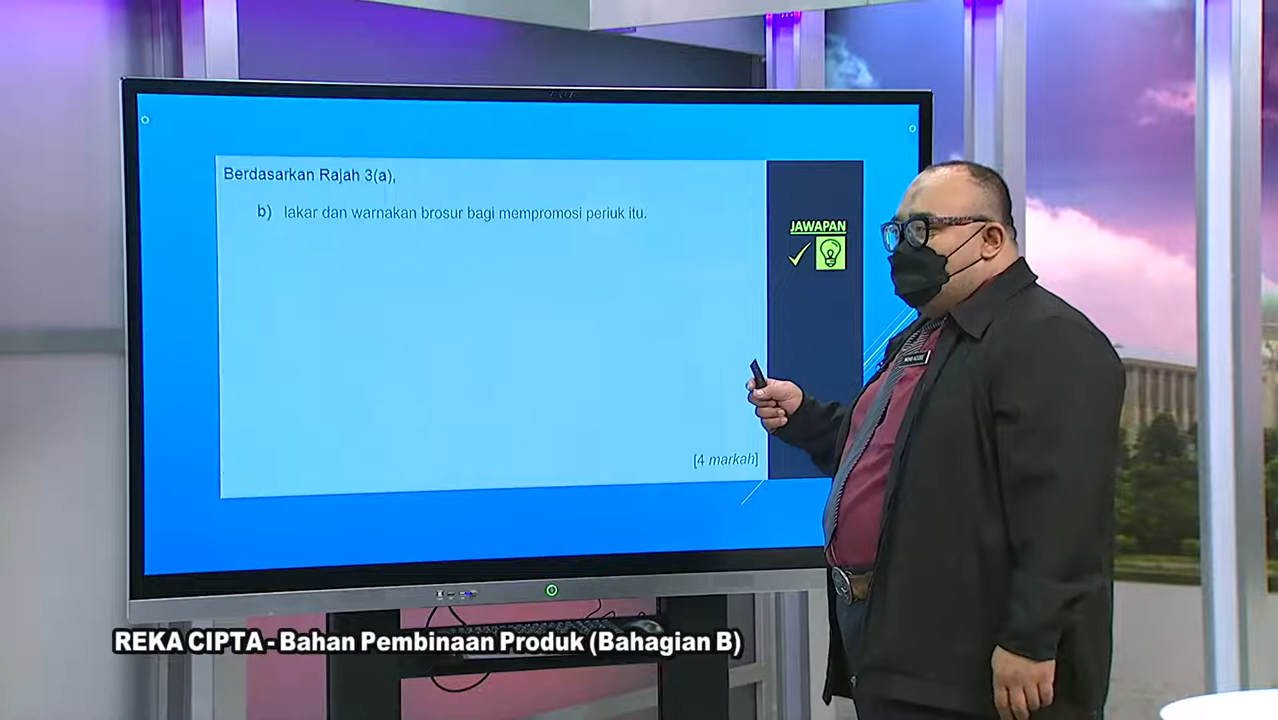 Berdasarkan Rajah 3(a),
b) lakar dan warnakan brosur bagi mempromosi periuk itu.
JAWAPAN
[4 markah]
REKA CIPTA - Bahan Pembinaan Produk (Bahagian B)